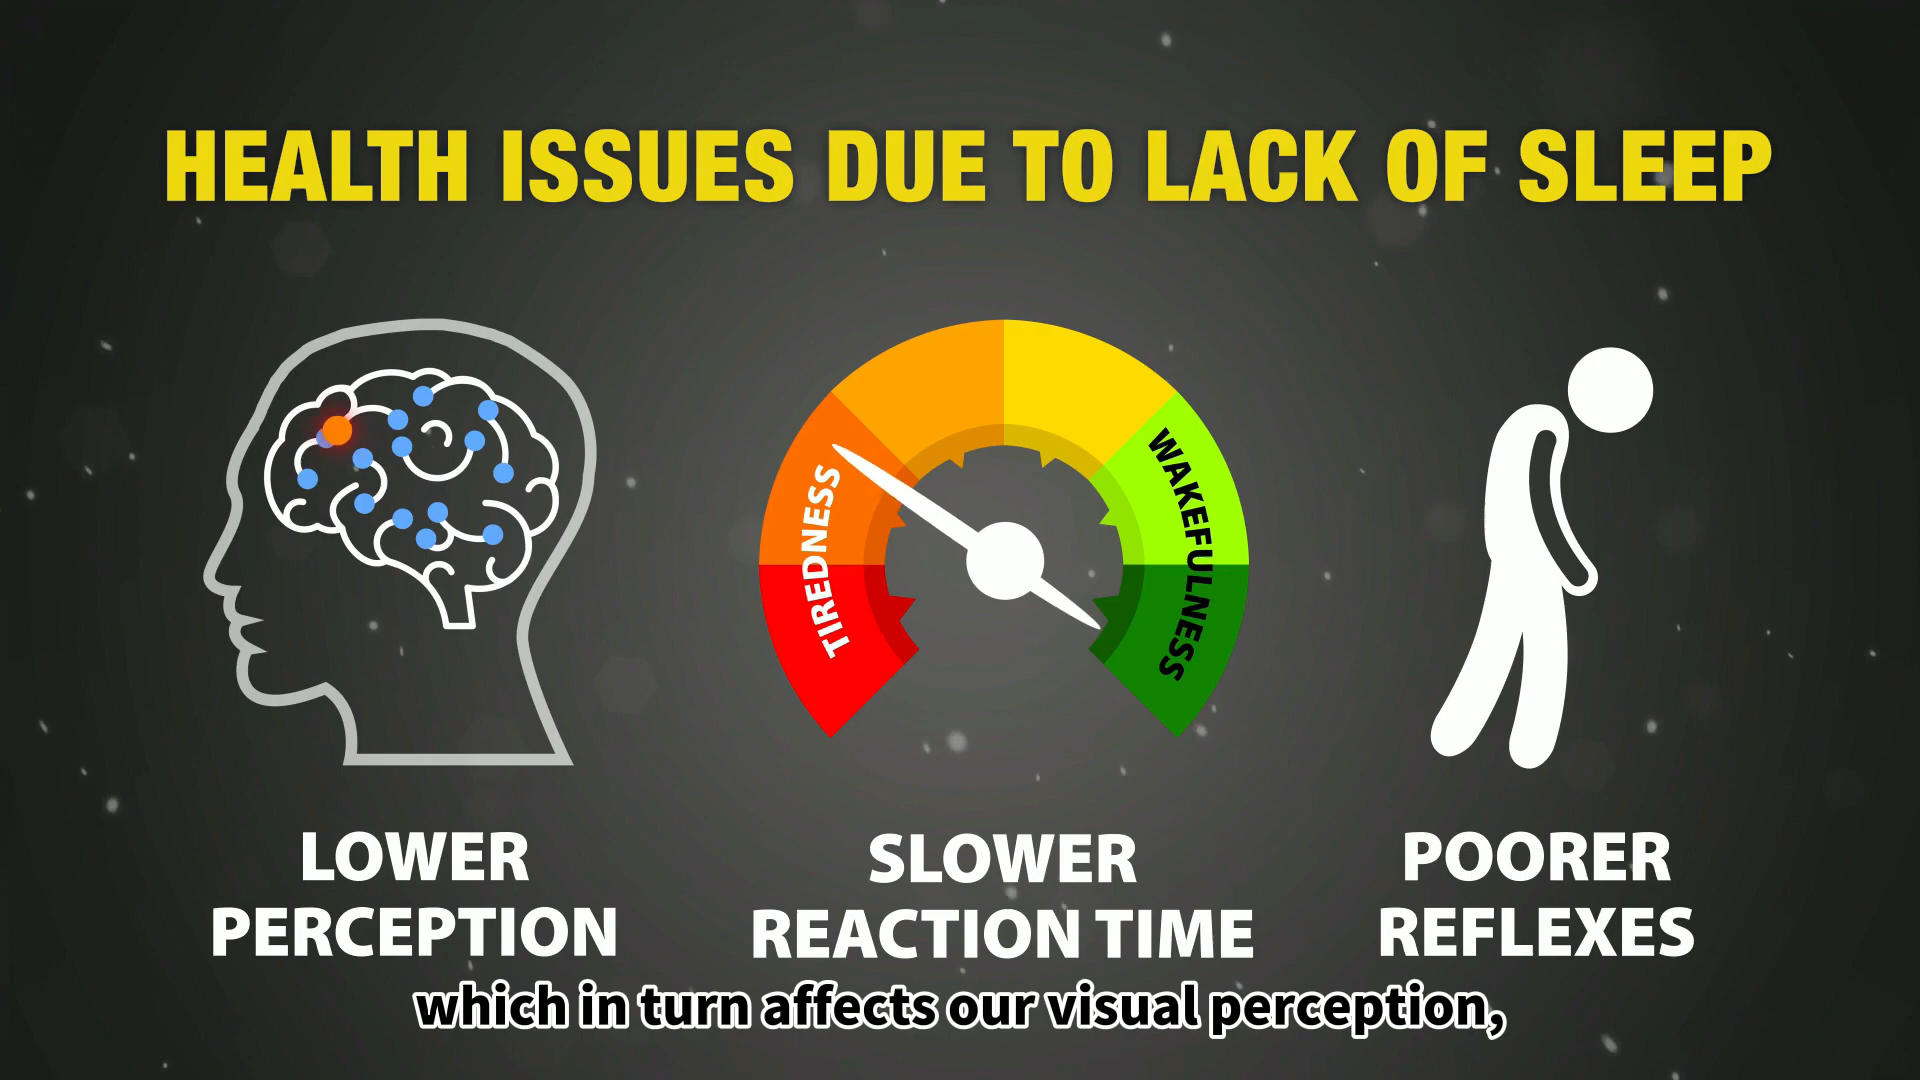 HEALTH ISSUES DUE TO LACK OF SLEEP
TIREDNESS
WAKEFULNESS
LOWER
PERCEPTION
SLOWER
REACTION TIME
POORER
REFLEXES
which in turn affects our visual perception,